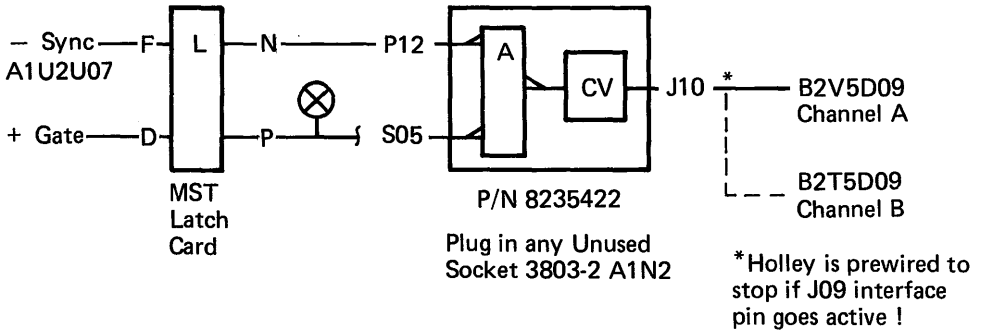 − Sync F L N P12 A CV J10 * B2V5D09
A1U2U07 Channel A
+ Gate D P S05
B2T5D09
Channel B
MST
Latch
Card
P/N 8235422
Plug in any Unused
Socket 3803-2 A1N2
*Holley is prewired to
stop if J09 interface
pin goes active !